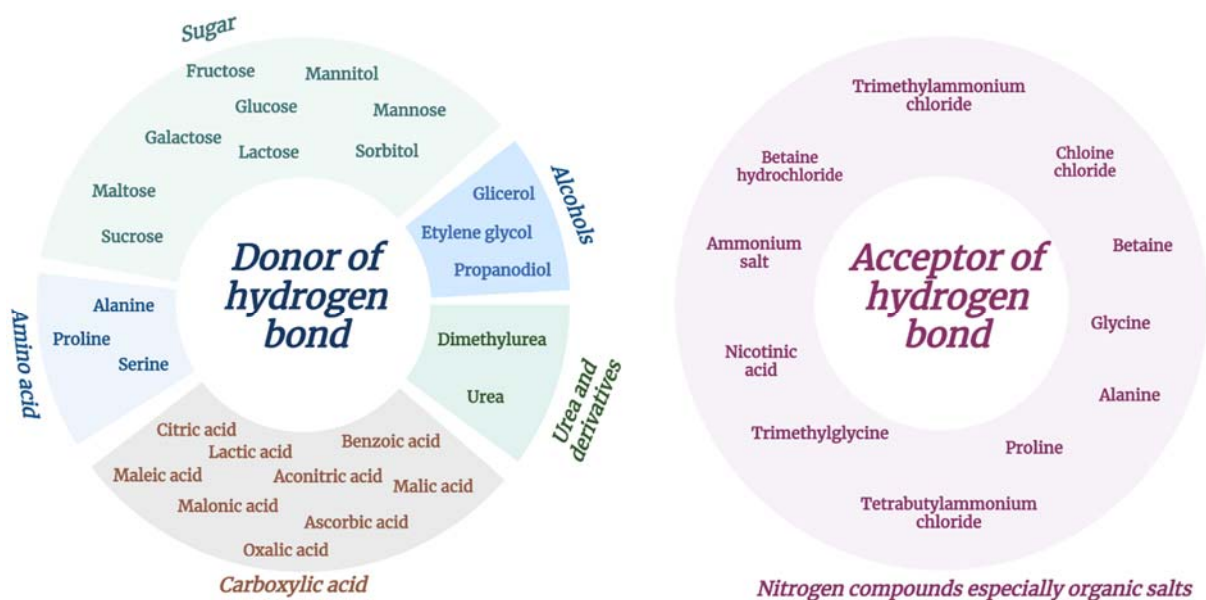 Sugar
Fructose
Mannitol
Glucose
Mannose
Galactose
Lactose
Sorbitol
Maltose
Sucrose
Alcohols
Glicerol
Etylene glycol
Propanodiol
Donor of
hydrogen
bond
Amino acid
Alanine
Proline
Serine
Dimethylurea
Urea
Urea and
derivatives
Citric acid
Benzoic acid
Lactic acid
Maleic acid
Aconitric acid
Malic acid
Malonic acid
Ascorbic acid
Oxalic acid
Carboxylic acid
Trimethylammonium
chloride
Betaine
hydrochloride
Chloine
chloride
Ammonium
salt
Betaine
Acceptor of
hydrogen
bond
Glycine
Nicotinic
acid
Alanine
Trimethylglycine
Proline
Tetrabutylammonium
chloride
Nitrogen compounds especially organic salts